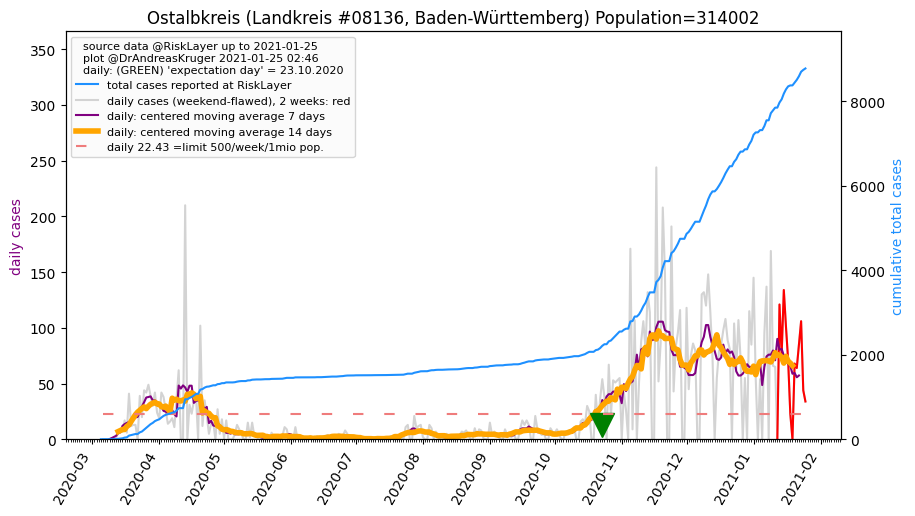 Ostalbkreis (Landkreis #08136, Baden-Württemberg) Population=314002
source data @RiskLayer up to 2021-01-25
plot @DrAndreasKruger 2021-01-25 02:46
daily: (GREEN) 'expectation day' = 23.10.2020
total cases reported at RiskLayer
daily cases (weekend-flawed), 2 weeks: red
daily: centered moving average 7 days
daily: centered moving average 14 days
daily 22.43 =limit 500/week/1mio pop.
daily cases
350
300
250
200
150
100
50
0
cumulative total cases
8000
6000
4000
2000
0
2020-03
2020-04
2020-05
2020-06
2020-07
2020-08
2020-09
2020-10
2020-11
2020-12
2021-01
2021-02